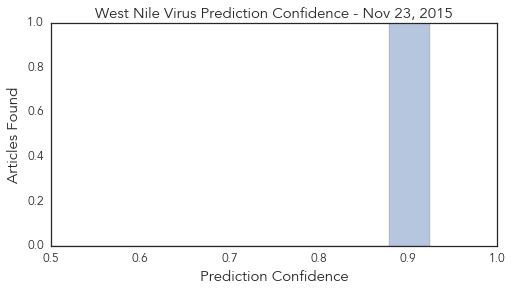 West Nile Virus Prediction Confidence - Nov 23, 2015
1.0
0.8
0.6
0.4
0.2
0.0
Articles Found
0.5 0.6 0.7 0.8 0.9 1.0
Prediction Confidence